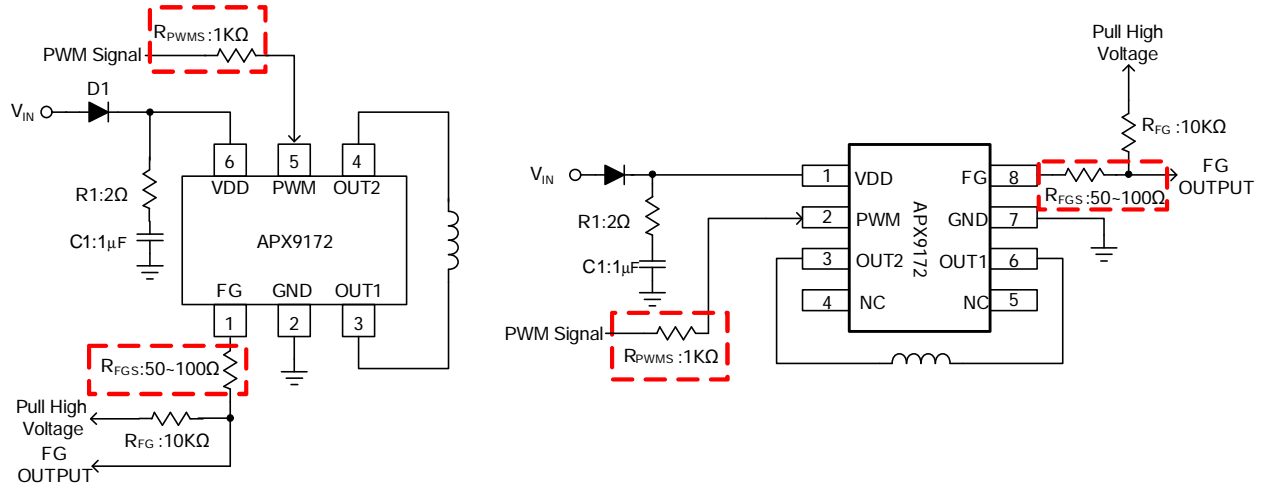 RPWMS :1KΩ
PWM Signal
D1
VIN
6
5
4
VDD
PWM
OUT2
R1:2Ω
C1:1μF
APX9172
FG
GND
OUT1
1
2
3
RFGS:50~100Ω
Pull High
Voltage
RFG :10KΩ
FG
OUTPUT
Pull High
Voltage
RFG :10KΩ
VIN
1
VDD
FG
8
FG
OUTPUT
RFGS:50~100Ω
R1:2Ω
2
PWM
GND
7
APX9172
C1:1μF
3
OUT2
OUT1
6
4
NC
NC
5
PWM Signal
RPWMS :1KΩ